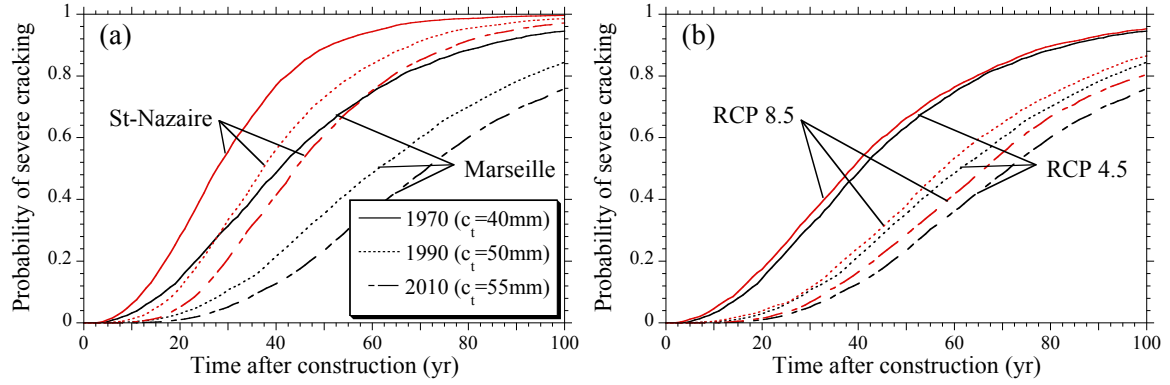 (a)
Probability of severe cracking
1
0.8
0.6
0.4
0.2
0
St-Nazaire
Marseille
1970 (c_t=40mm)
1990 (c_t=50mm)
2010 (c_t=55mm)
0 20 40 60 80 100
Time after construction (yr)
(b)
Probability of severe cracking
1
0.8
0.6
0.4
0.2
0
RCP 8.5
RCP 4.5
0 20 40 60 80 100
Time after construction (yr)